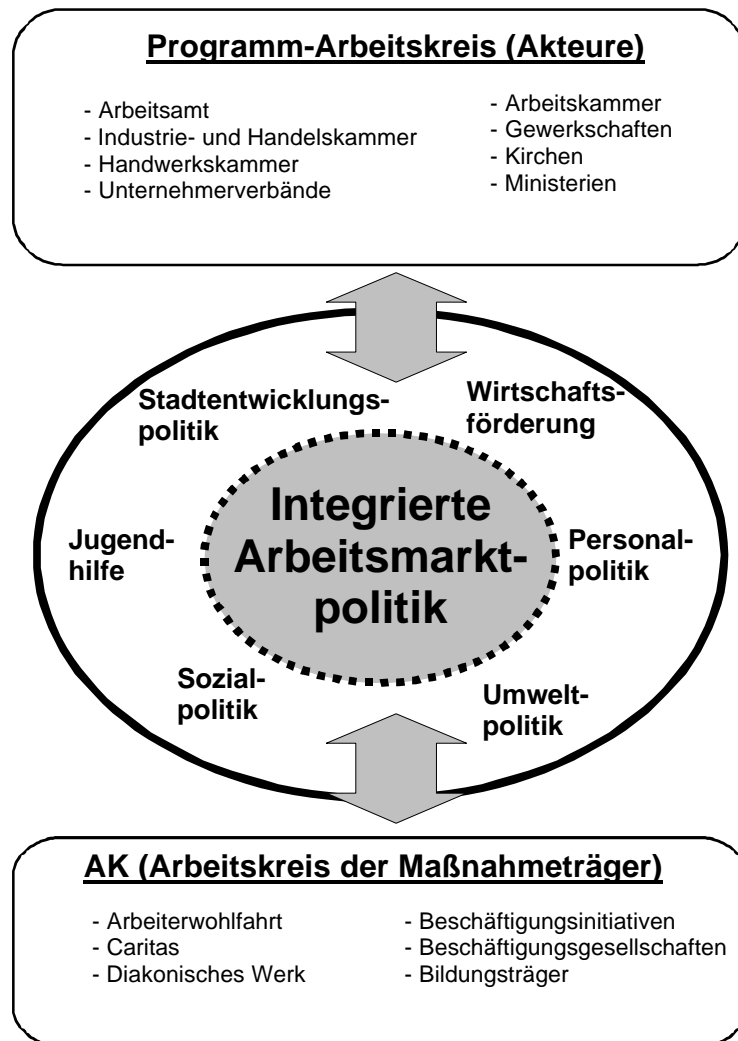 Programm-Arbeitskreis (Akteure)
- Arbeitsamt
- Industrie- und Handelskammer
- Handwerkskammer
- Unternehmerverbände
- Arbeitskammer
- Gewerkschaften
- Kirchen
- Ministerien
Stadtentwicklungs-
politik
Wirtschafts-
förderung
Jugend-
hilfe
Integrierte
Arbeitsmarkt-
politik
Personal-
politik
Sozial-
politik
Umwelt-
politik
AK (Arbeitskreis der Maßnahmeträger)
- Arbeiterwohlfahrt
- Caritas
- Diakonisches Werk
- Beschäftigungsinitiativen
- Beschäftigungsgesellschaften
- Bildungsträger